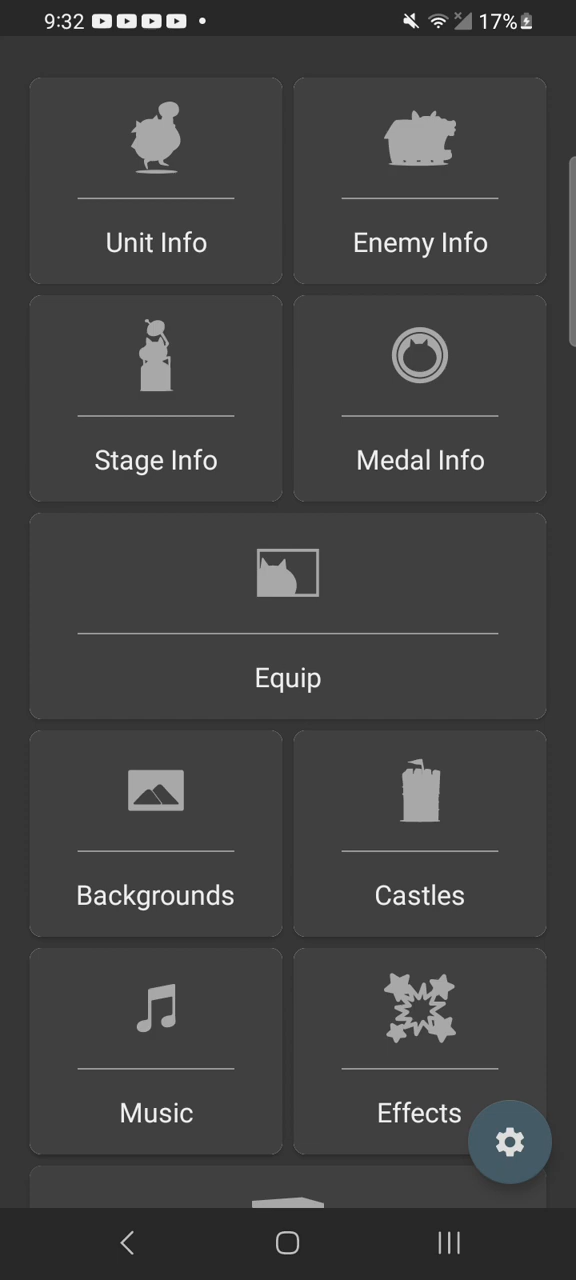 9:32 17%
Unit Info
Enemy Info
Stage Info
Medal Info
Equip
Backgrounds
Castles
Music
Effects